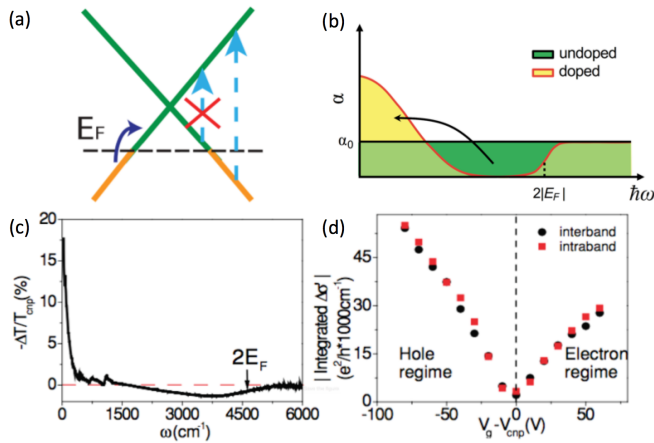 (a)
E_F
(b)
undoped
doped
α
α₀
2|E_F|
ħω
(c)
-ΔT/T_cnp(%)
20
15
10
5
0
-5
2E_F
0 1500 3000 4500 6000
ω(cm⁻¹)
(d)
| Integrated Δσ' |
(e²/h*1000cm⁻¹)
45
30
15
0
interband
intraband
Hole
regime
Electron
regime
-100 -50 0 50
V_g-V_cnp(V)